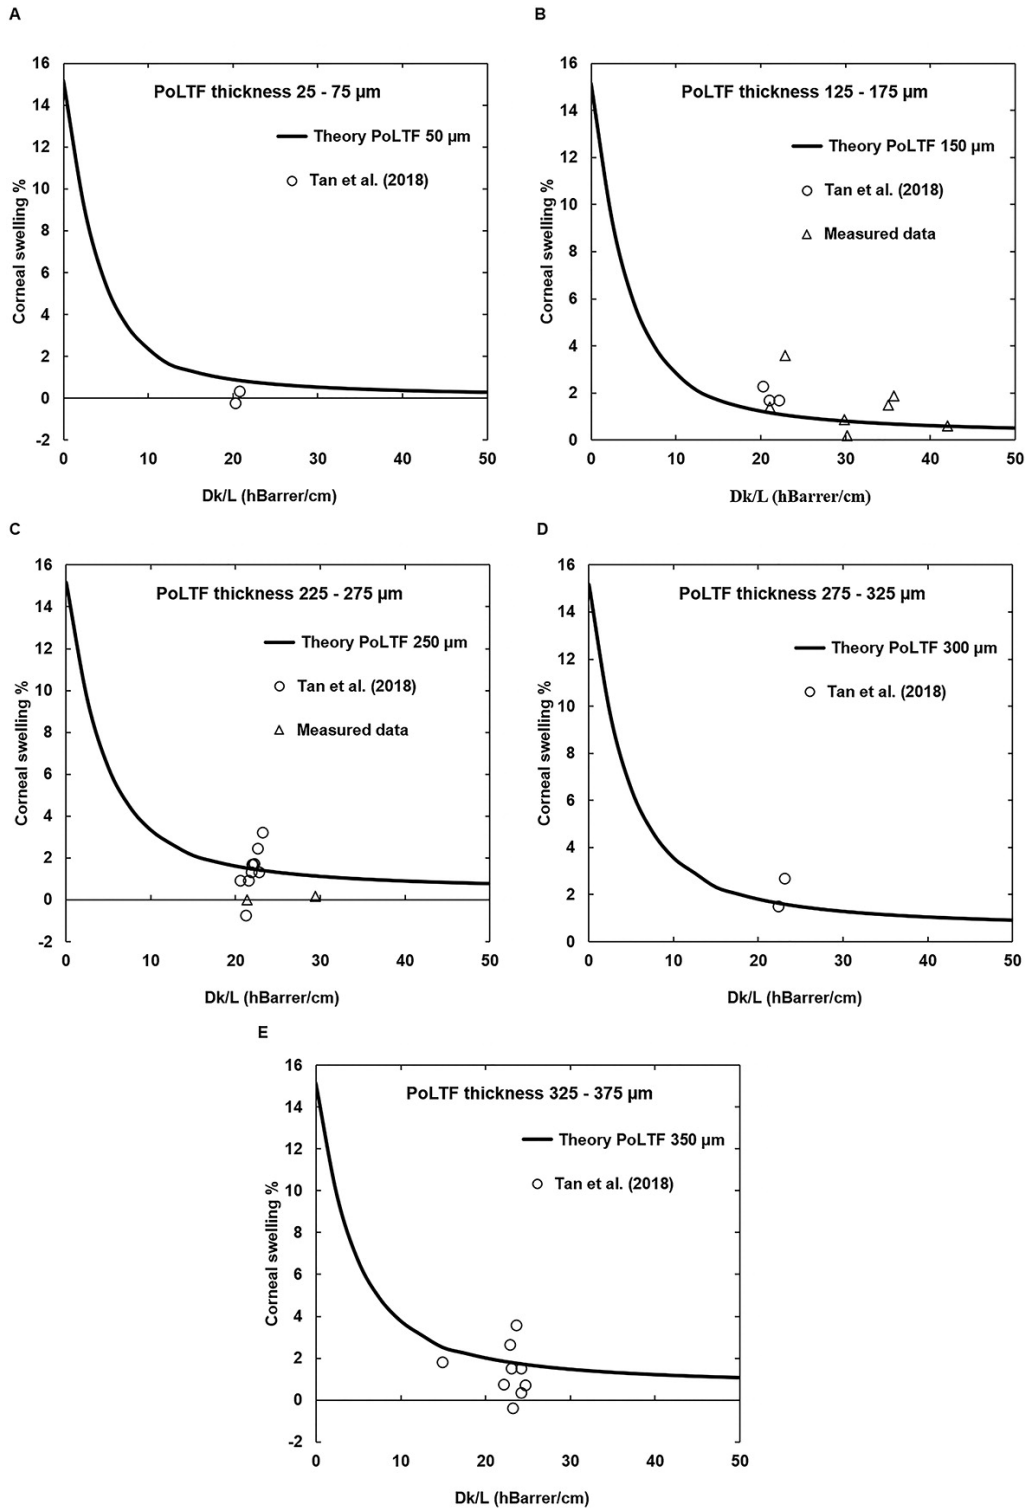 A
PoLTF thickness 25 - 75 µm
Theory PoLTF 50 µm
Tan et al. (2018)
Corneal swelling %
16
14
12
10
8
6
4
2
0
-2
0 10 20 30 40 50
Dk/L (hBarrer/cm)
B
PoLTF thickness 125 - 175 µm
Theory PoLTF 150 µm
Tan et al. (2018)
Measured data
Corneal swelling %
16
14
12
10
8
6
4
2
0
0 10 20 30 40 50
Dk/L (hBarrer/cm)
C
PoLTF thickness 225 - 275 µm
Theory PoLTF 250 µm
Tan et al. (2018)
Measured data
Corneal swelling %
16
14
12
10
8
6
4
2
0
-2
0 10 20 30 40 50
Dk/L (hBarrer/cm)
D
PoLTF thickness 275 - 325 µm
Theory PoLTF 300 µm
Tan et al. (2018)
Corneal swelling %
16
14
12
10
8
6
4
2
0
0 10 20 30 40 50
Dk/L (hBarrer/cm)
E
PoLTF thickness 325 - 375 µm
Theory PoLTF 350 µm
Tan et al. (2018)
Corneal swelling %
16
14
12
10
8
6
4
2
0
-2
0 10 20 30 40 50
Dk/L (hBarrer/cm)